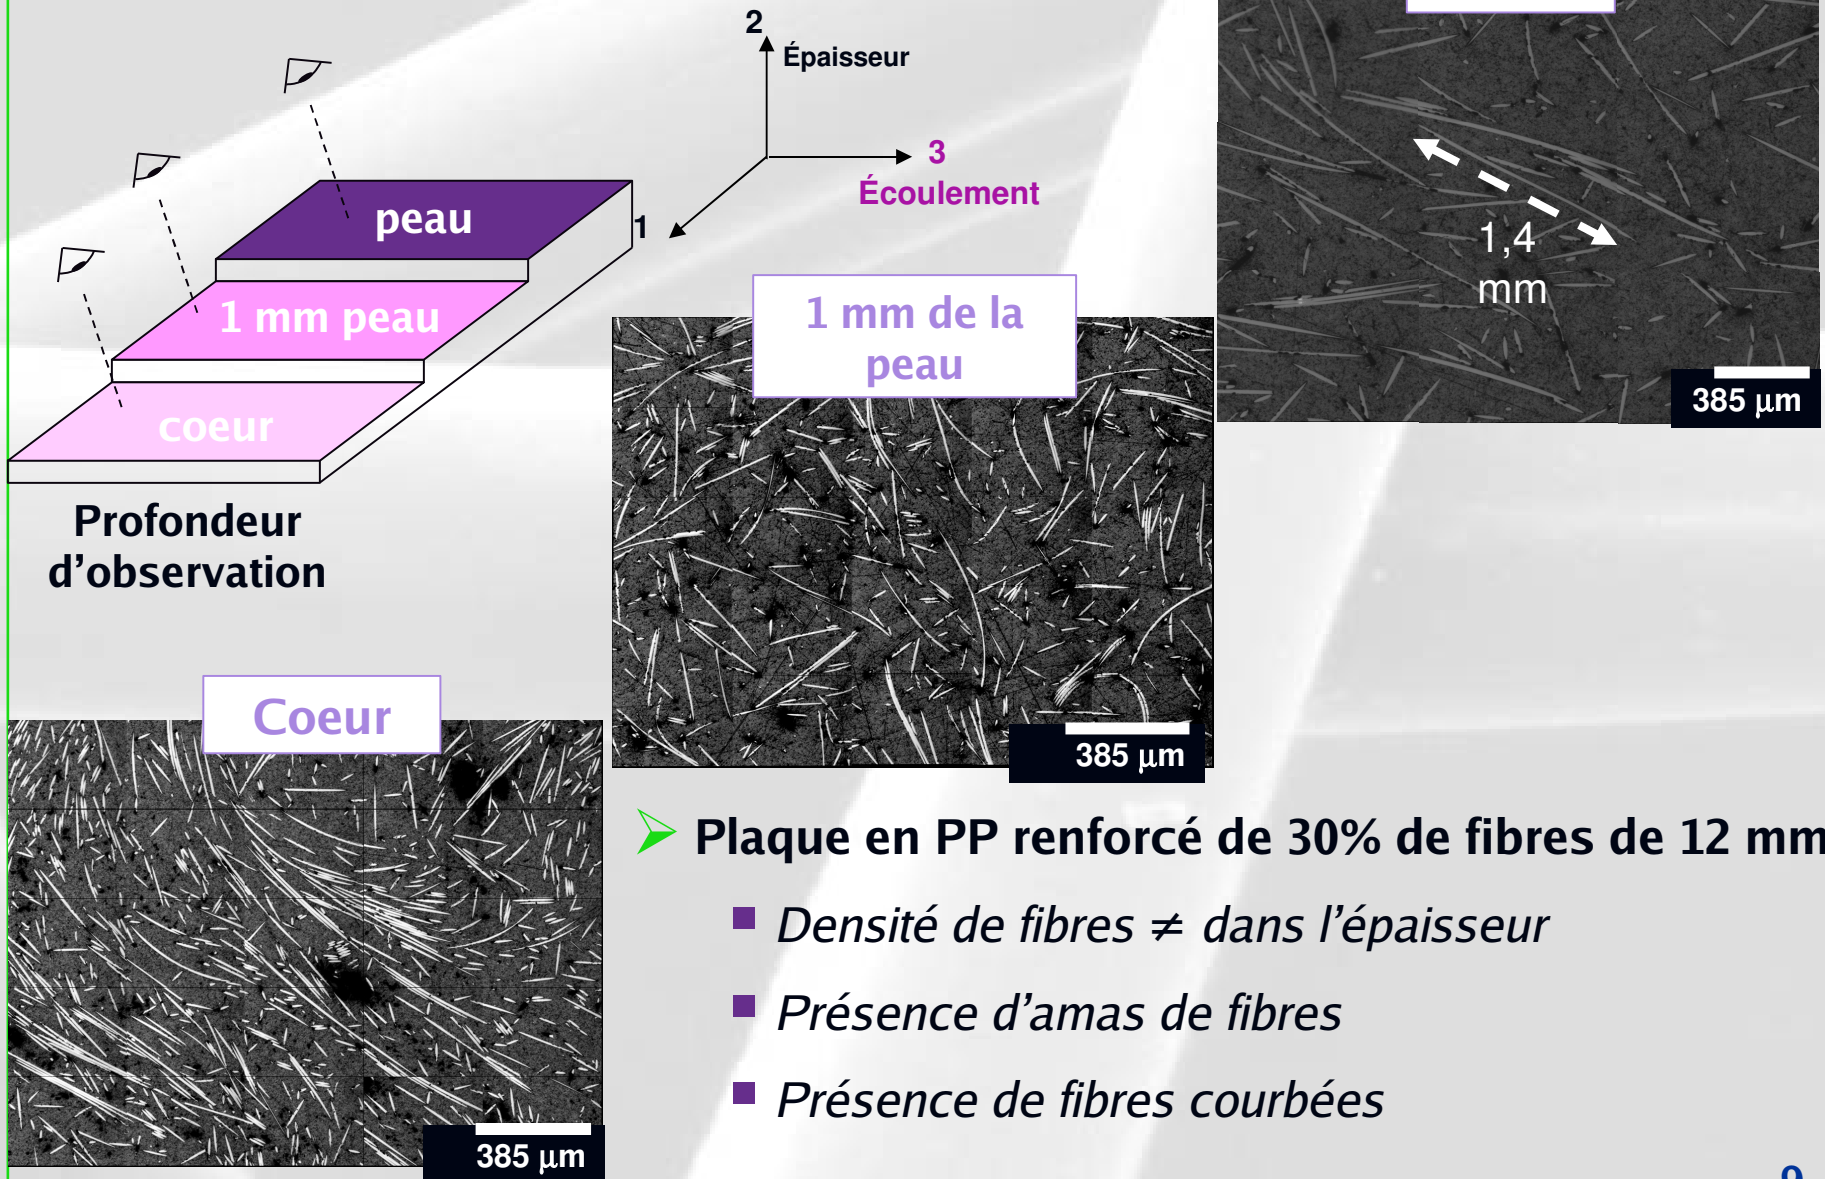 2
Épaisseur
3
Écoulement
1
peau
1 mm peau
coeur
Profondeur
d’observation
1,4
mm
385 µm
1 mm de la
peau
385 µm
Coeur
385 µm
Plaque en PP renforcé de 30% de fibres de 12 mm
Densité de fibres ≠ dans l’épaisseur
Présence d’amas de fibres
Présence de fibres courbées